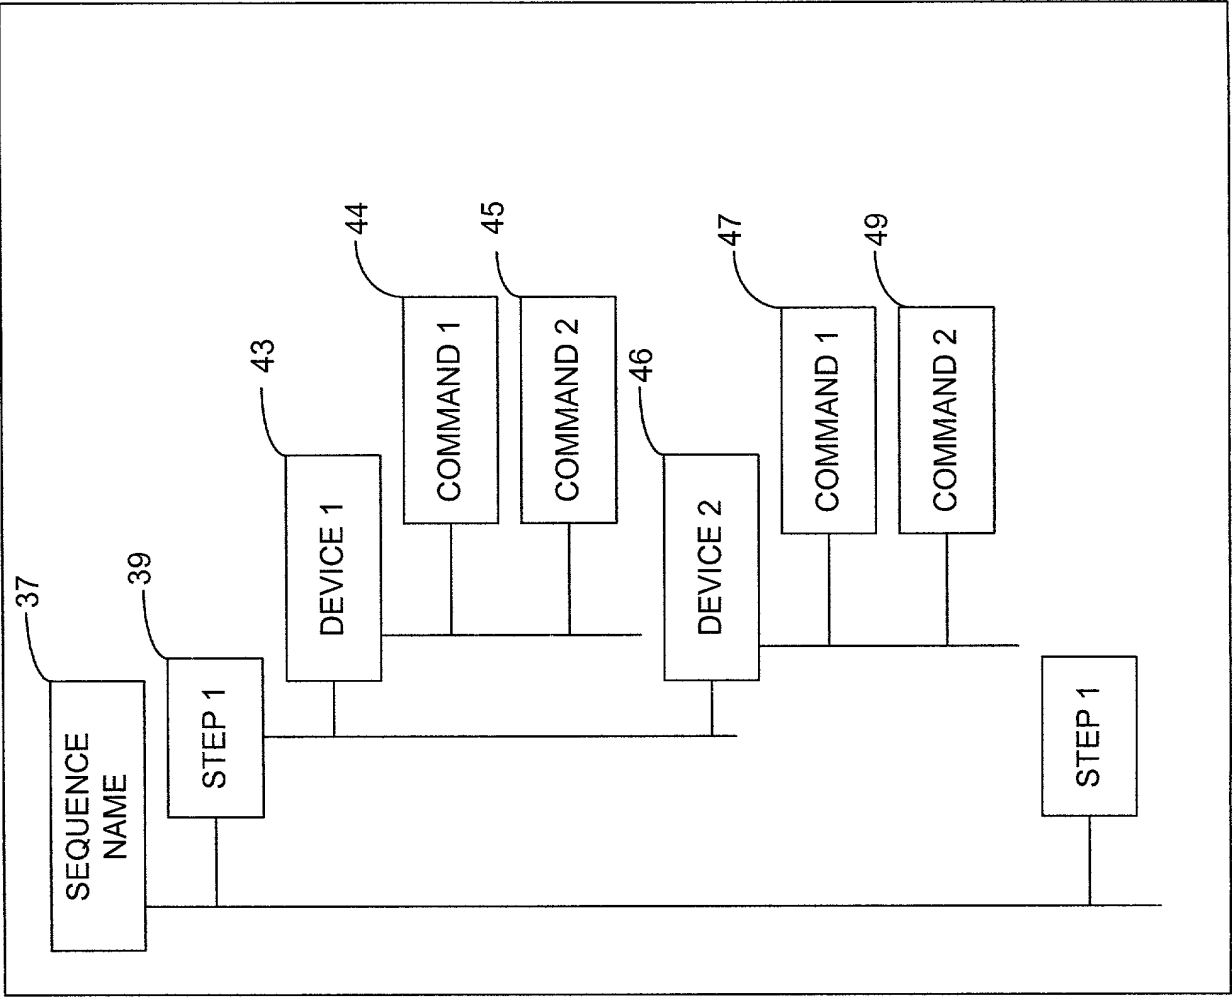 37
SEQUENCE
NAME
39
STEP 1
43
DEVICE 1
44
COMMAND 1
45
COMMAND 2
46
DEVICE 2
47
COMMAND 1
49
COMMAND 2
STEP 1